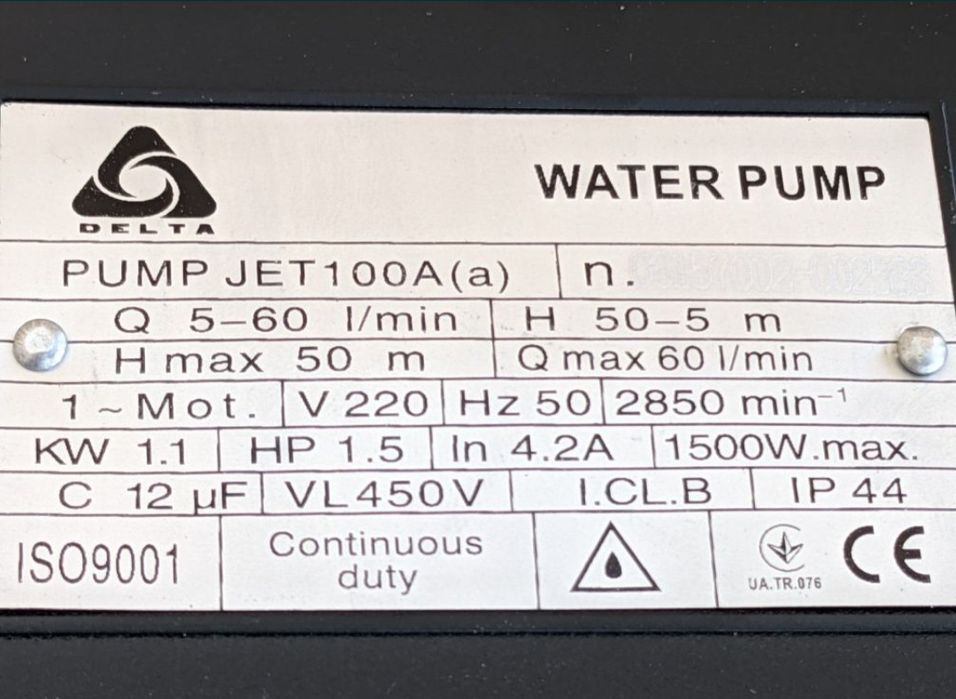 DELTA
WATER PUMP
PUMP JET100A(a) n.
Q 5-60 l/min H 50-5 m
H max 50 m Q max 60 l/min
1~Mot. V 220 Hz 50 2850 min⁻¹
KW 1.1 HP 1.5 In 4.2A 1500W.max.
C 12 µF VL 450V I.CL.B IP 44
ISO9001 Continuous duty UA.TR.076 CE